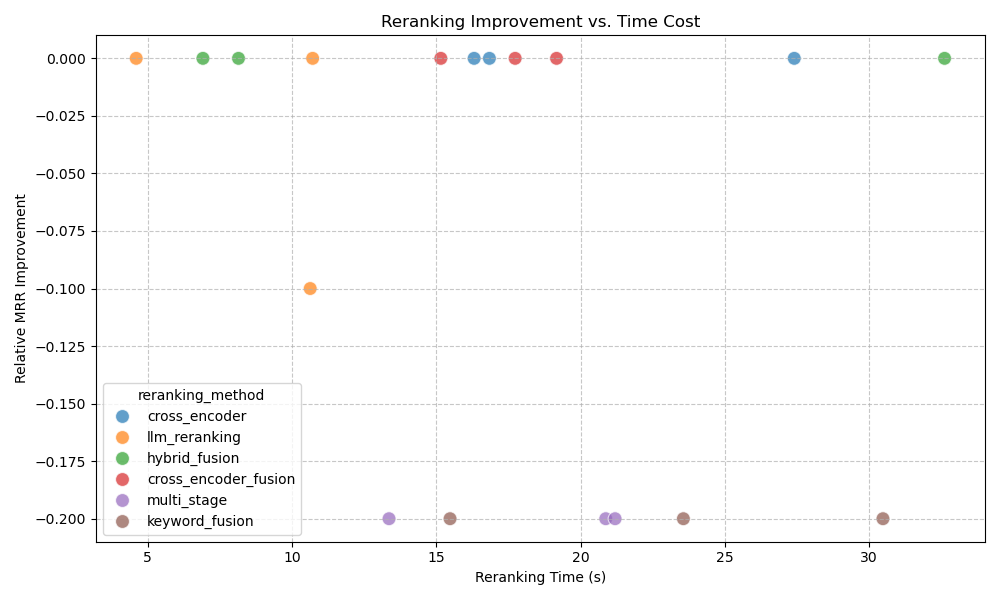 Reranking Improvement vs. Time Cost
Relative MRR Improvement
0.000
−0.025
−0.050
−0.075
−0.100
−0.125
−0.150
−0.175
−0.200
reranking_method
cross_encoder
llm_reranking
hybrid_fusion
cross_encoder_fusion
multi_stage
keyword_fusion
5 10 15 20 25 30
Reranking Time (s)